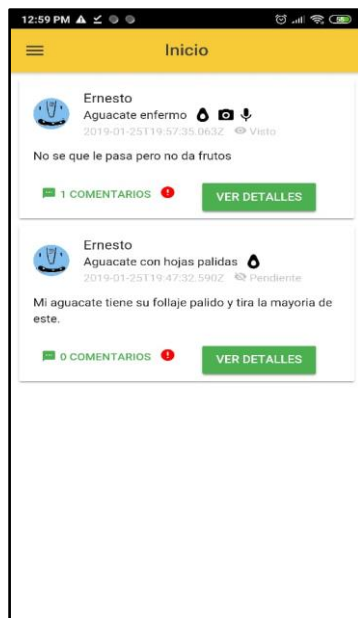 12:59 PM
Inicio
Ernesto
Aguacate enfermo
2019-01-25T19:57:35.063Z Visto
No se que le pasa pero no da frutos
1 COMENTARIOS
VER DETALLES
Ernesto
Aguacate con hojas palidas
2019-01-25T19:47:32.590Z Pendiente
Mi aguacate tiene su follaje palido y tira la mayoria de
este.
0 COMENTARIOS
VER DETALLES